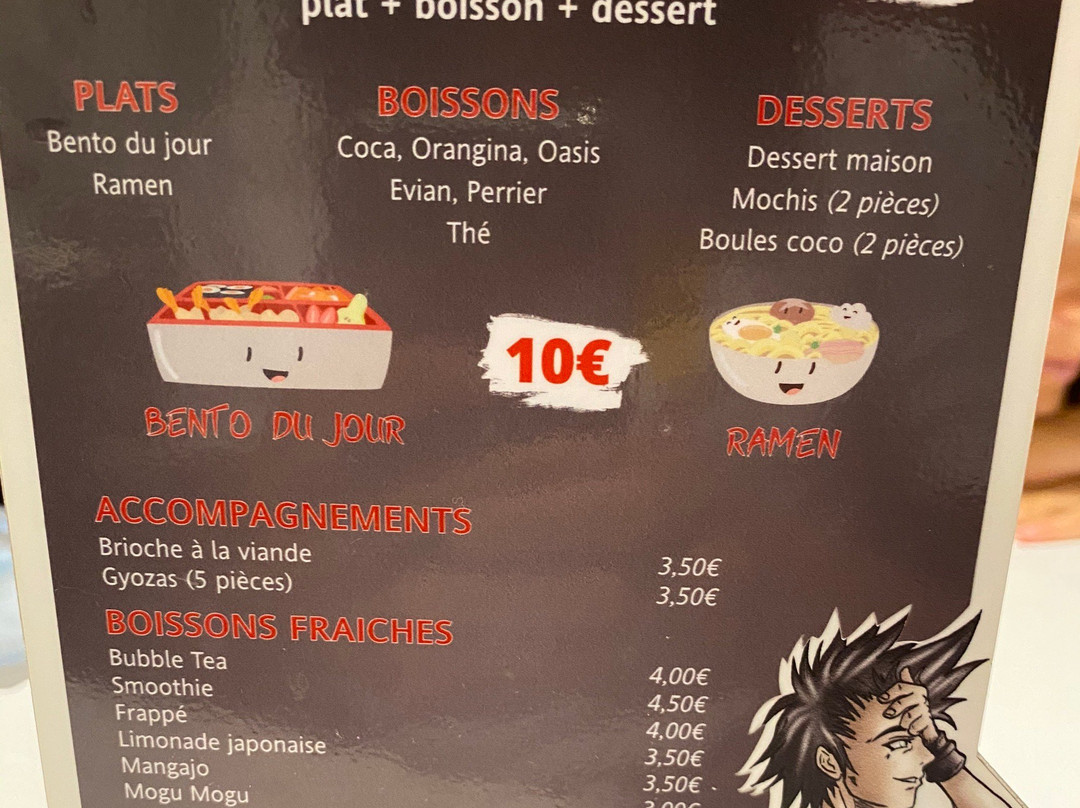 plat + boisson + dessert
PLATS
Bento du jour
Ramen
BOISSONS
Coca, Orangina, Oasis
Evian, Perrier
Thé
DESSERTS
Dessert maison
Mochis (2 pièces)
Boules coco (2 pièces)
10€
BENTO DU JOUR
RAMEN
ACCOMPAGNEMENTS
Brioche à la viande 3,50€
Gyozas (5 pièces) 3,50€
BOISSONS FRAICHES
Bubble Tea 4,00€
Smoothie 4,50€
Frappé 4,00€
Limonade japonaise 3,50€
Mangajo 3,50€
Mogu Mogu